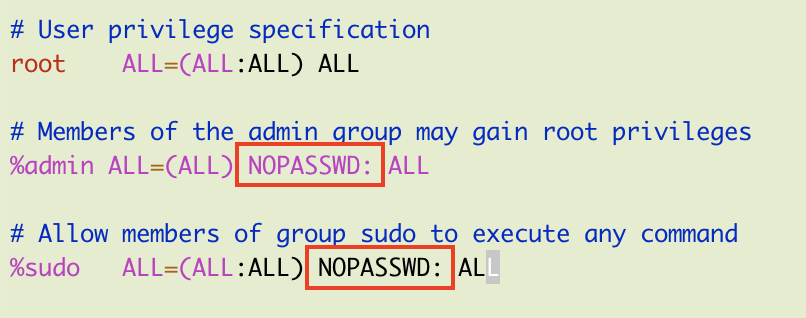 # User privilege specification
root    ALL=(ALL:ALL) ALL
# Members of the admin group may gain root privileges
%admin ALL=(ALL) NOPASSWD: ALL
# Allow members of group sudo to execute any command
%sudo   ALL=(ALL:ALL) NOPASSWD: ALL